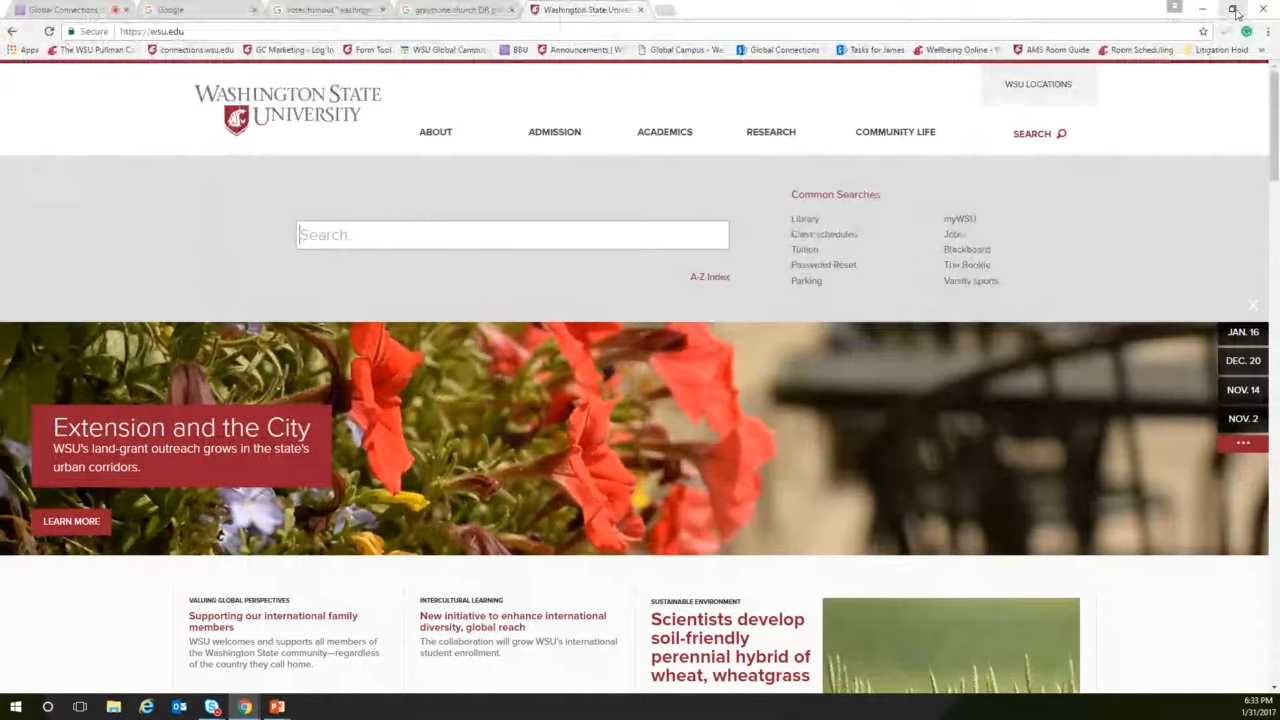 Global Connections
Google
voter turnout "washingt
greystone church EIR
Washington State Univers
Secure
https://wsu.edu
Apps
The WSU Pullman C
connections.wsu.edu
GC Marketing - Log In
Form Tool
WSU Global Campus
BBU
Announcements | W
Global Campus - Wa
Global Connections
Tasks for James
Wellbeing Online - V
AMS Room Guide
Room Scheduling
Litigation Hold
»
WASHINGTON STATE
UNIVERSITY
WSU LOCATIONS
ABOUT
ADMISSION
ACADEMICS
RESEARCH
COMMUNITY LIFE
SEARCH
Search.
A-Z Index
Common Searches
Library
Class schedules
Tuition
Password Reset
Parking
myWSU
Jobs
Blackboard
The Bookie
Varsity sports
X
JAN. 16
DEC. 20
NOV. 14
NOV. 2
...
Extension and the City
WSU's land-grant outreach grows in the state's
urban corridors.
LEARN MORE
VALUING GLOBAL PERSPECTIVES
Supporting our international family
members
WSU welcomes and supports all members of
the Washington State community—regardless
of the country they call home.
INTERCULTURAL LEARNING
New initiative to enhance international
diversity, global reach
The collaboration will grow WSU's international
student enrollment.
SUSTAINABLE ENVIRONMENT
Scientists develop
soil-friendly
perennial hybrid of
wheat, wheatgrass
6:33 PM
1/31/2017